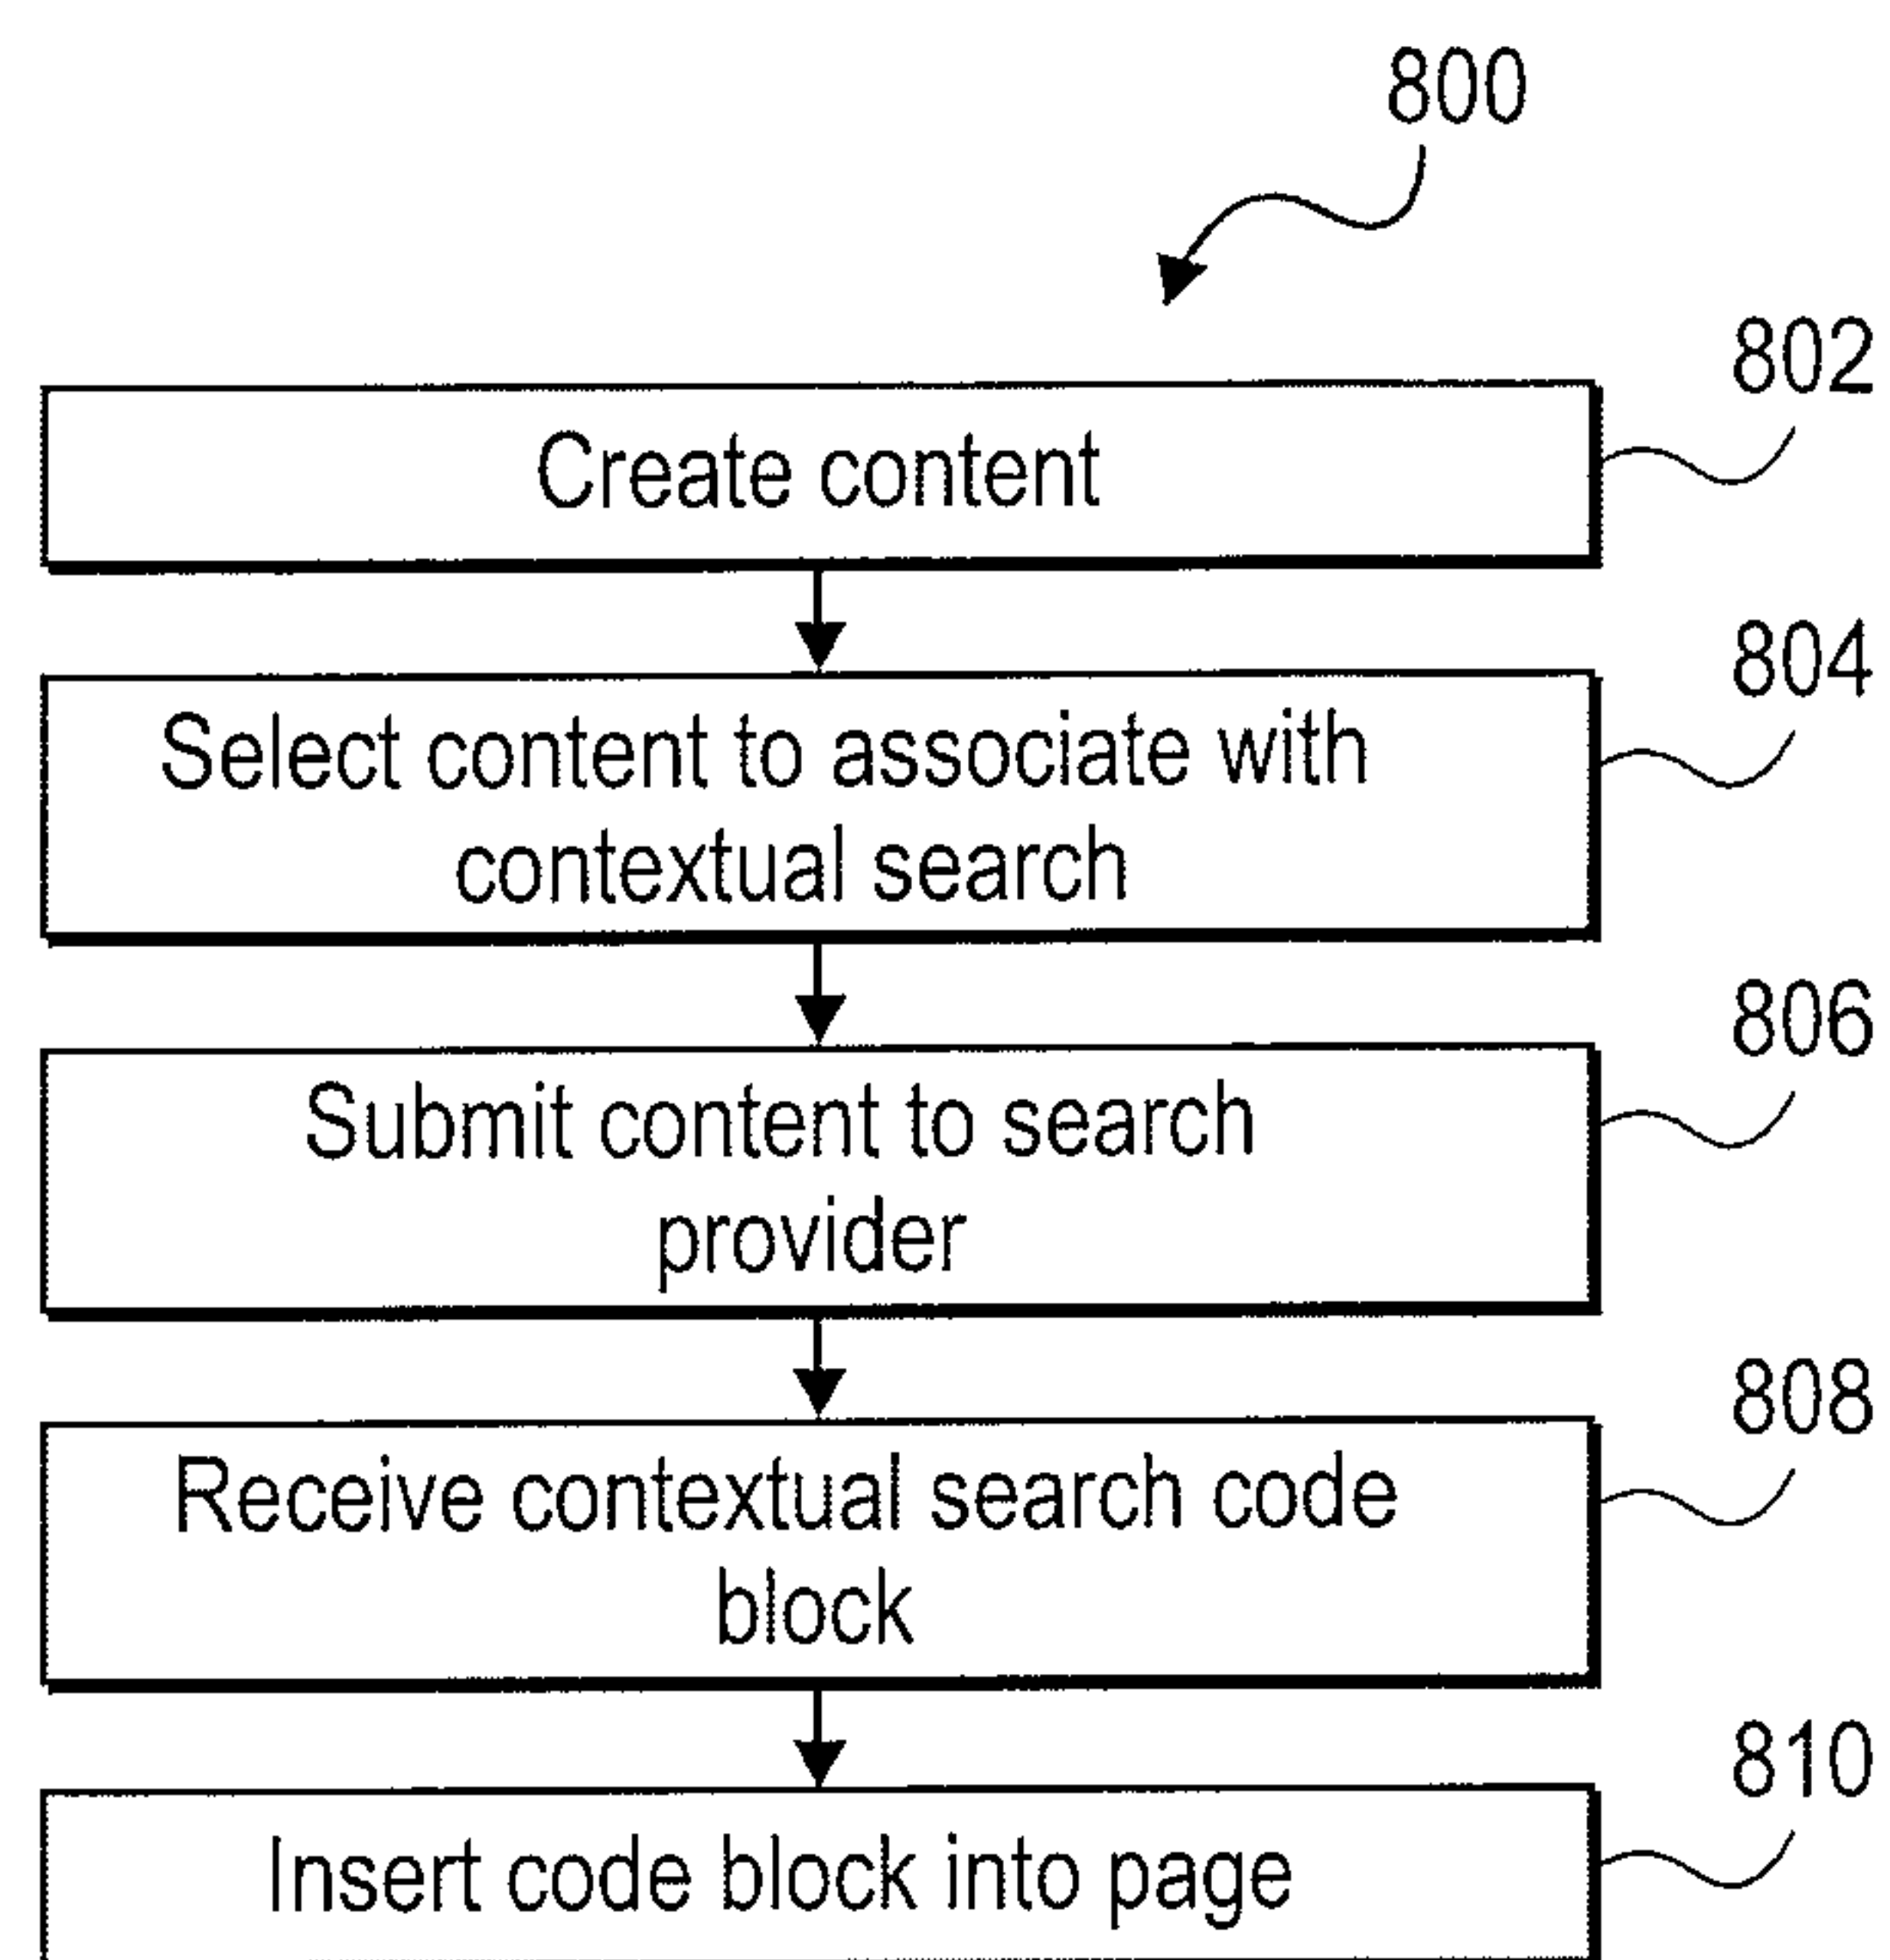 800
802
Create content
804
Select content to associate with
contextual search
806
Submit content to search
provider
808
Receive contextual search code
block
810
Insert code block into page